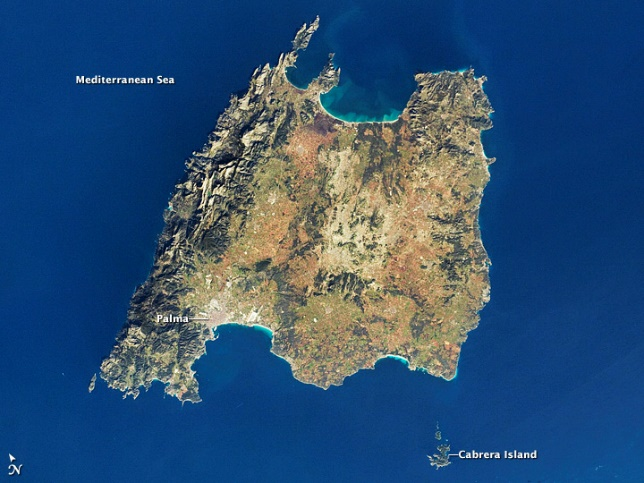 Mediterranean Sea
Palma
Cabrera Island
N